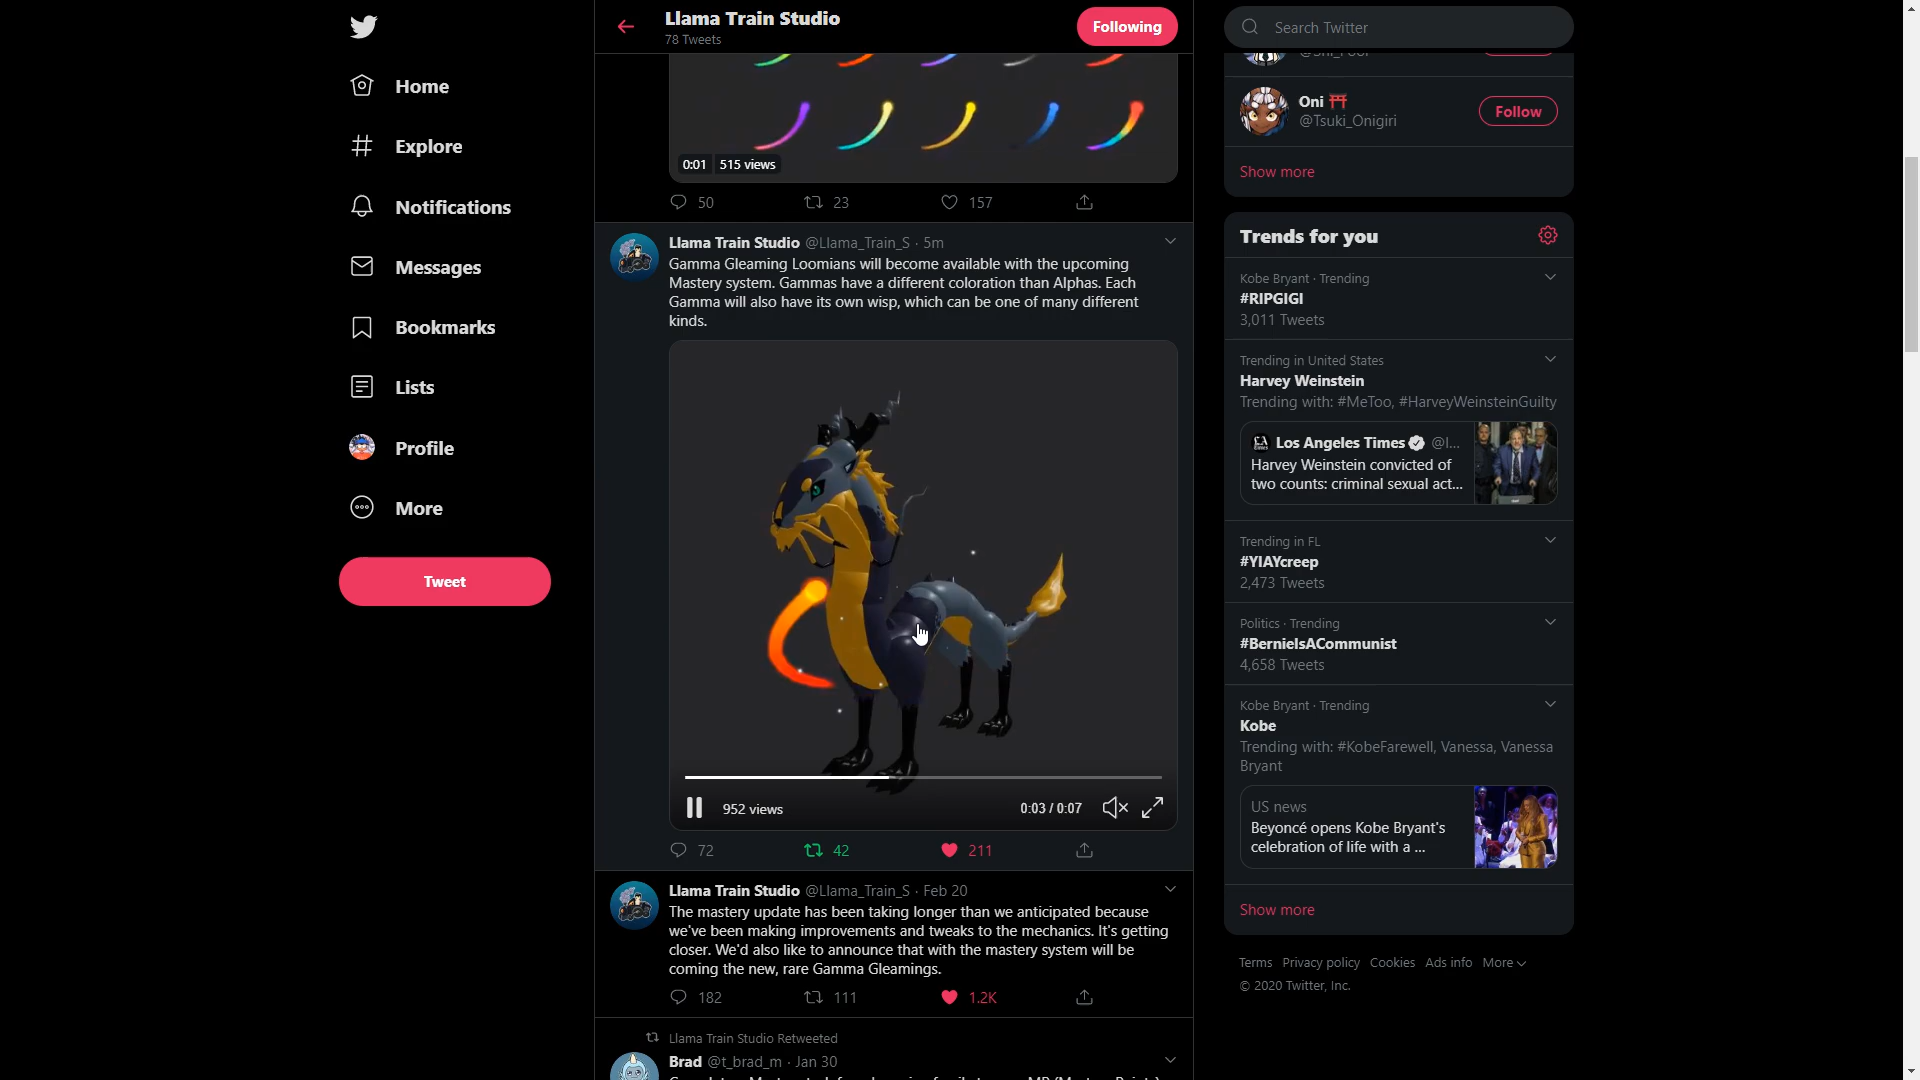 Home
Explore
Notifications
Messages
Bookmarks
Lists
Profile
More
Tweet
Llama Train Studio
78 Tweets
Following
0:01 515 views
50 23 157
Llama Train Studio @Llama_Train_S · 5m
Gamma Gleaming Loomians will become available with the upcoming
Mastery system. Gammas have a different coloration than Alphas. Each
Gamma will also have its own wisp, which can be one of many different
kinds.
952 views 0:03 / 0:07
72 42 211
Llama Train Studio @Llama_Train_S · Feb 20
The mastery update has been taking longer than we anticipated because
we've been making improvements and tweaks to the mechanics. It's getting
closer. We'd also like to announce that with the mastery system will be
coming the new, rare Gamma Gleamings.
182 111 1.2K
Llama Train Studio Retweeted
Brad @t_brad_m · Jan 30
Search Twitter
Oni
@Tsuki_Onigiri
Follow
Show more
Trends for you
Kobe Bryant · Trending
#RIPGIGI
3,011 Tweets
Trending in United States
Harvey Weinstein
Trending with: #MeToo, #HarveyWeinsteinGuilty
Los Angeles Times @l...
Harvey Weinstein convicted of
two counts: criminal sexual act...
Trending in FL
#YIAYcreep
2,473 Tweets
Politics · Trending
#BernieIsACommunist
4,658 Tweets
Kobe Bryant · Trending
Kobe
Trending with: #KobeFarewell, Vanessa, Vanessa
Bryant
US news
Beyoncé opens Kobe Bryant's
celebration of life with a ...
Show more
Terms Privacy policy Cookies Ads info More
© 2020 Twitter, Inc.